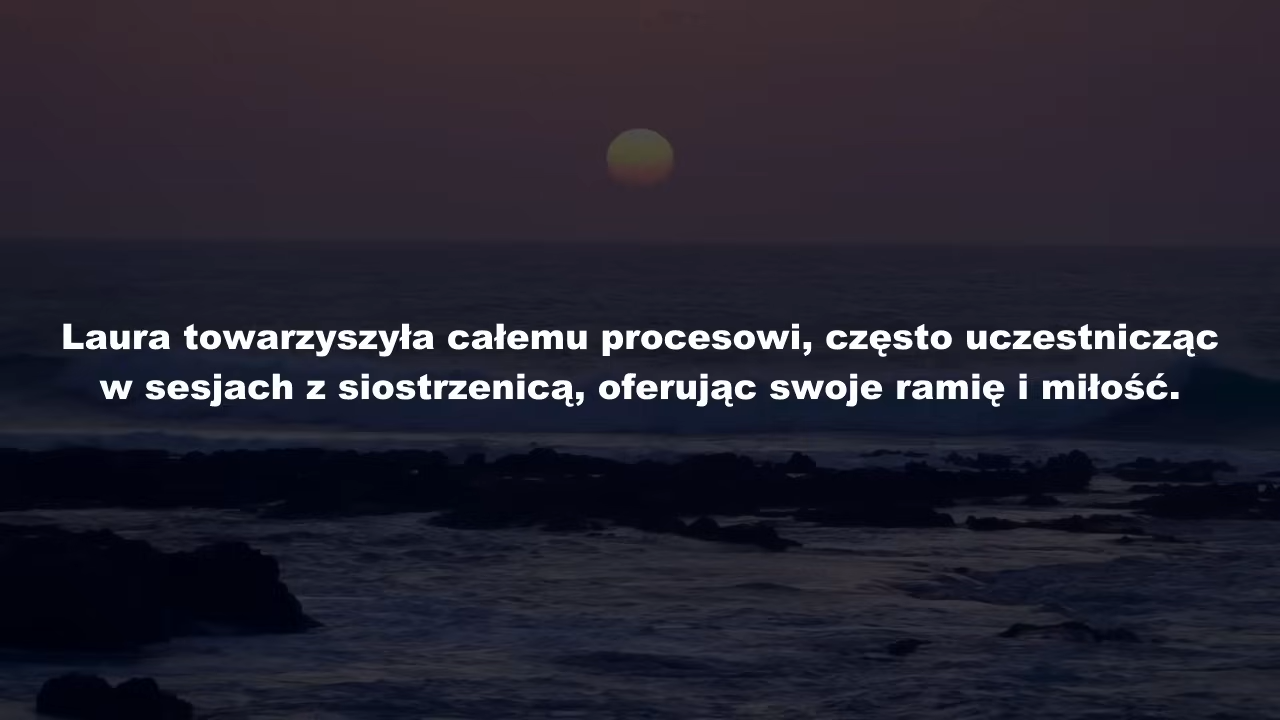 Laura towarzyszyła całemu procesowi, często uczestnicząc
w sesjach z siostrzenicą, oferując swoje ramię i miłość.